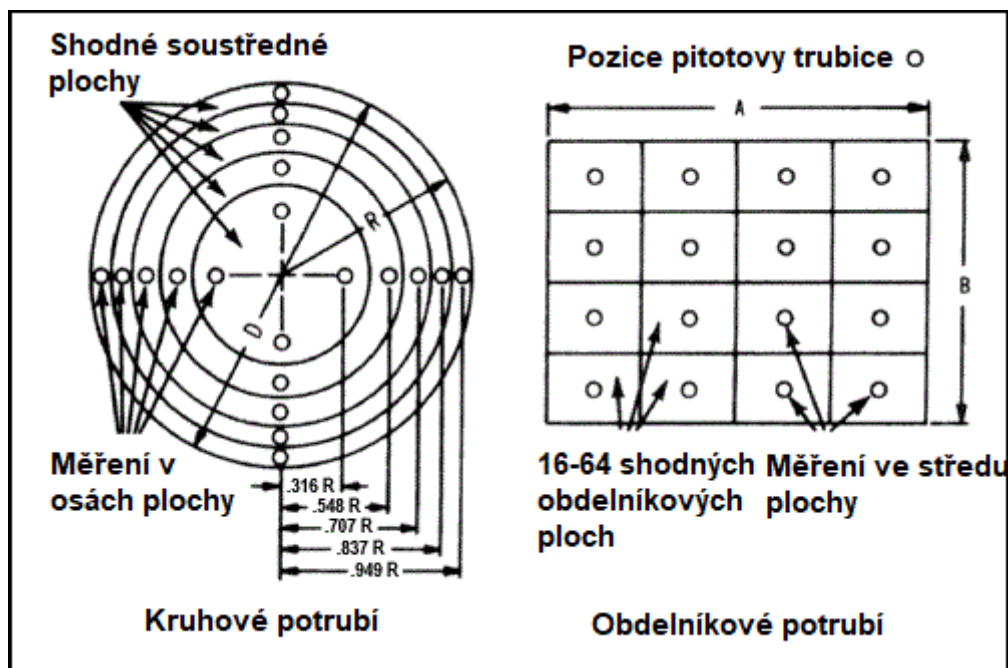 Shodné soustředné
plochy
R
D
Měření v
osách plochy
.316 R
.548 R
.707 R
.837 R
.949 R
Kruhové potrubí
Pozice pitotovy trubice
A
B
16-64 shodných
obdelníkových
ploch
Měření ve středu
plochy
Obdelníkové potrubí